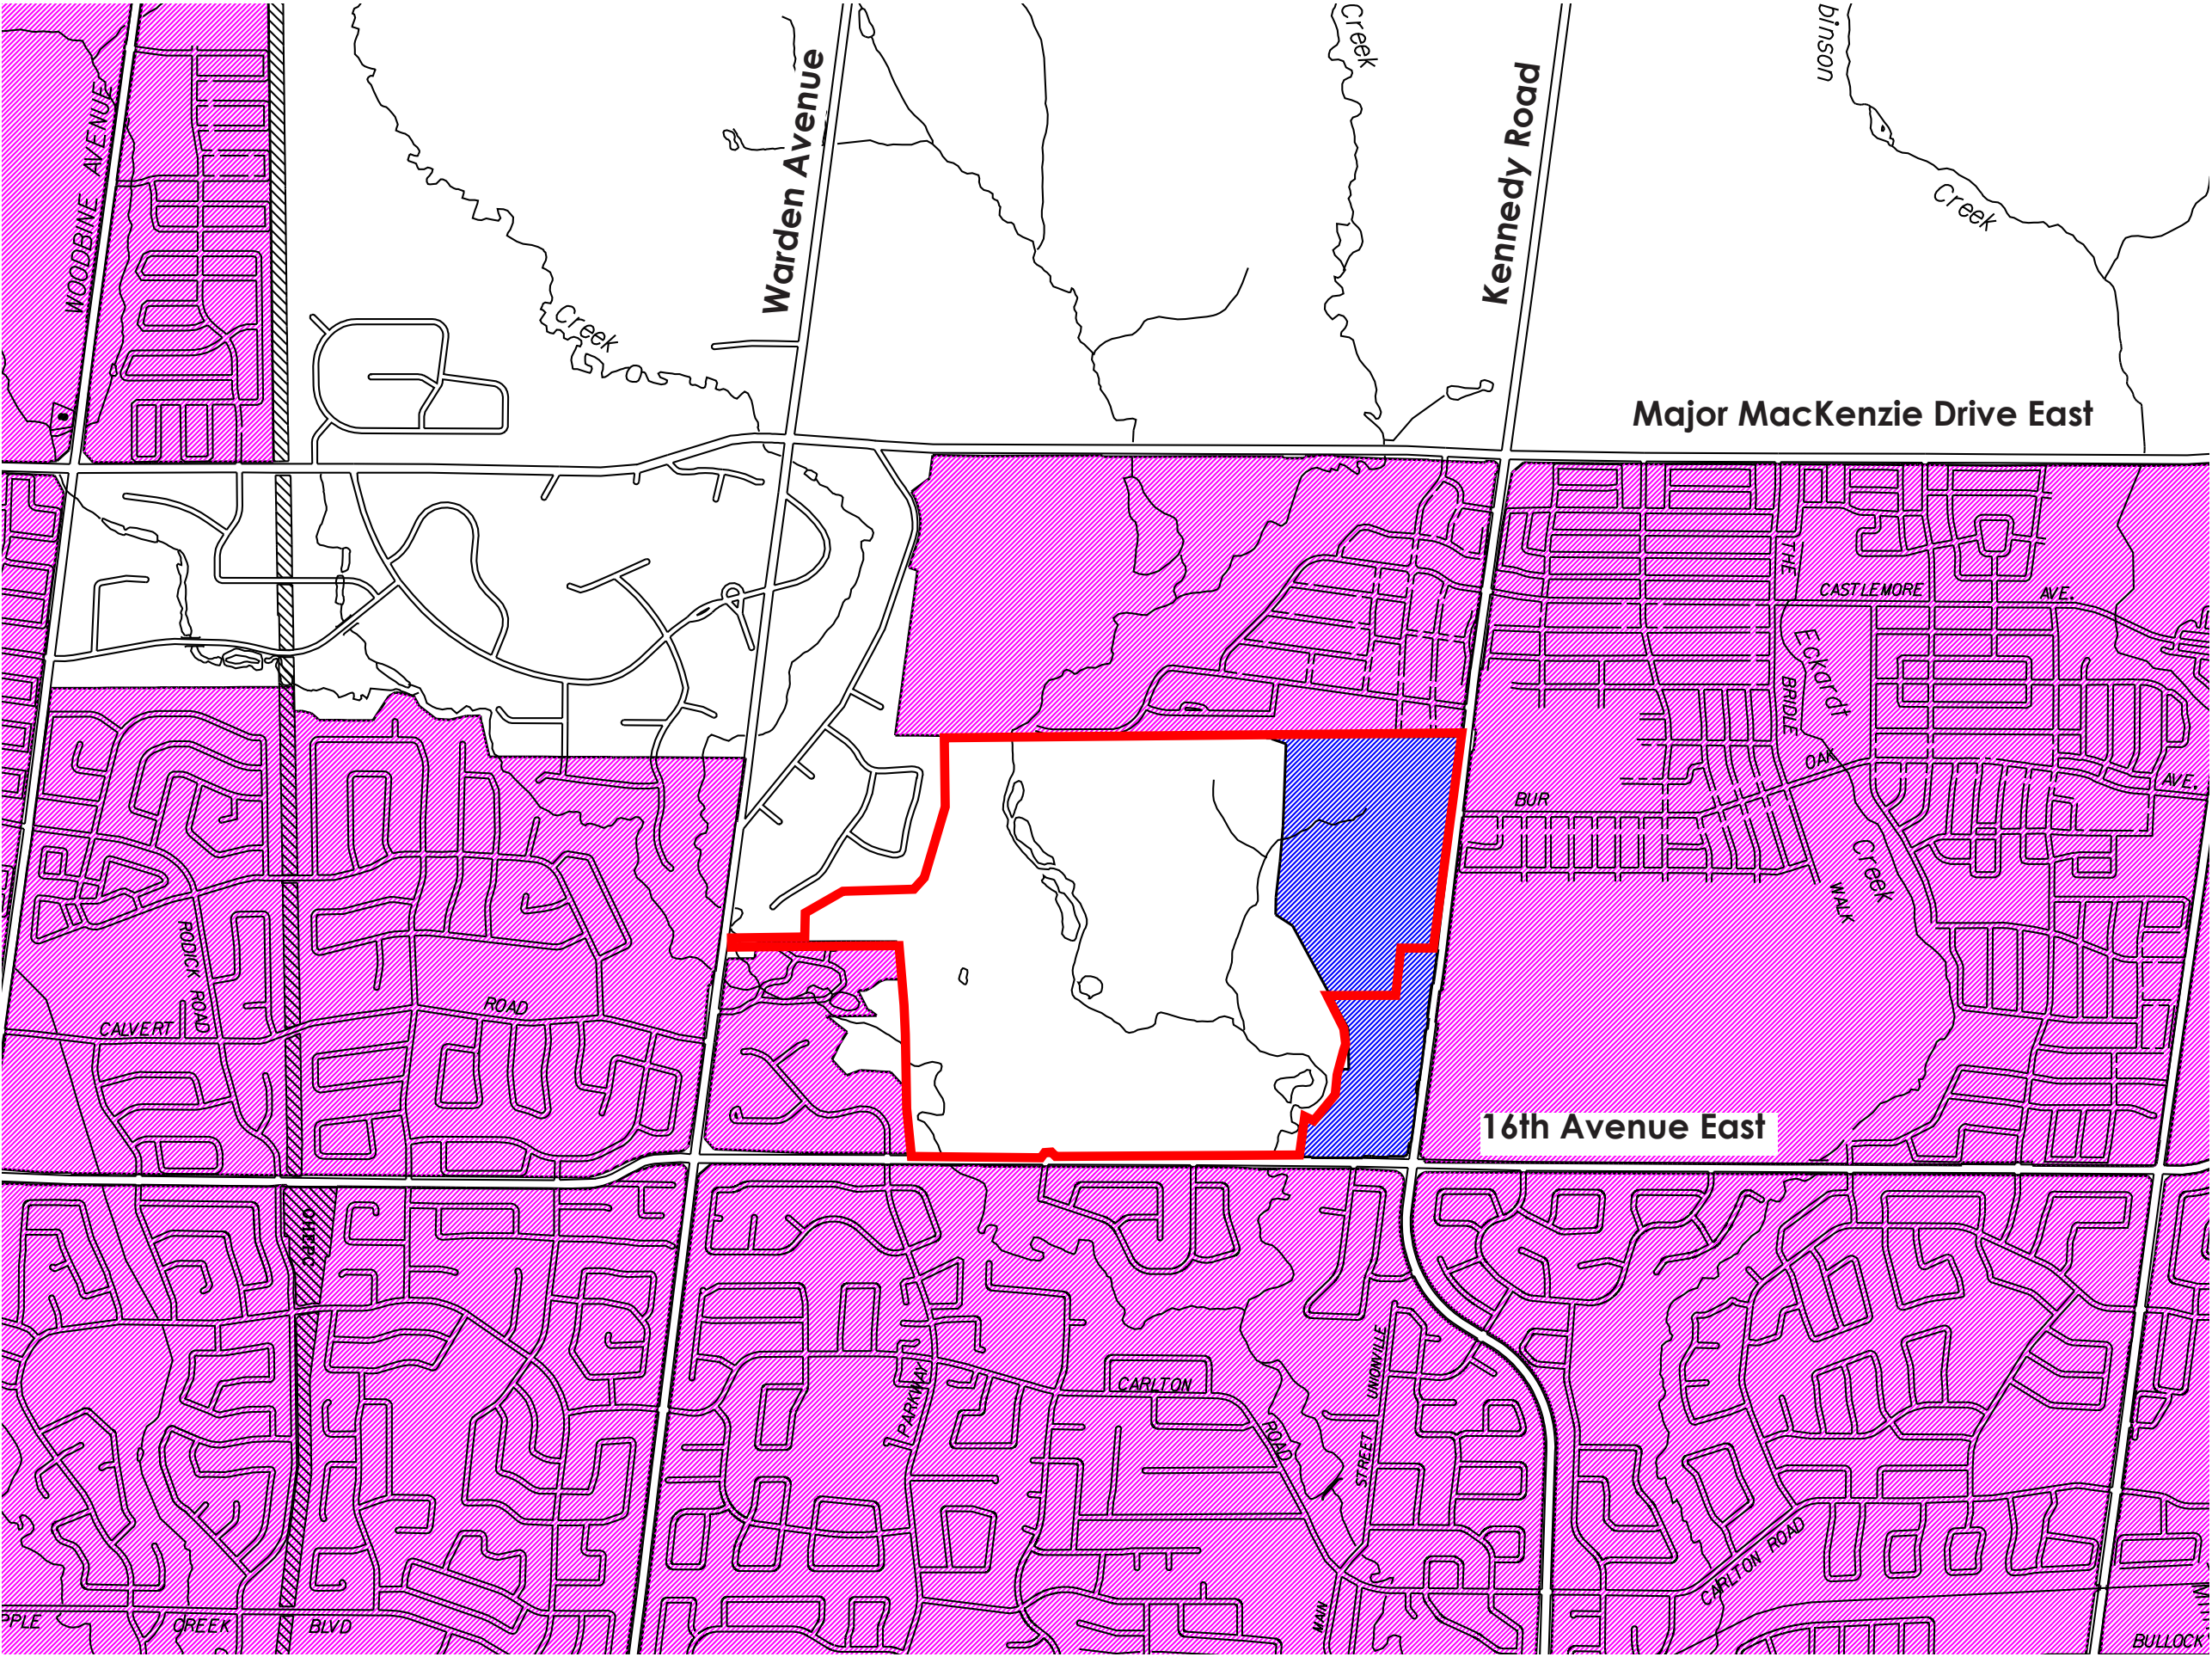 Creek
binson
WOODBINE AVENUE
Warden Avenue
Kennedy Road
Creek
Creek
Major MacKenzie Drive East
THE
CASTLEMORE
AVE.
Eckardt
BRIDLE
OAK
AVE.
BUR
Creek
WALK
RODICK ROAD
CALVERT
ROAD
16th Avenue East
UNIONVILLE
CARLTON
PARKWAY
ROAD
STREET
CARLTON ROAD
MAIN
PPLE
CREEK
BLVD
BULLOCK